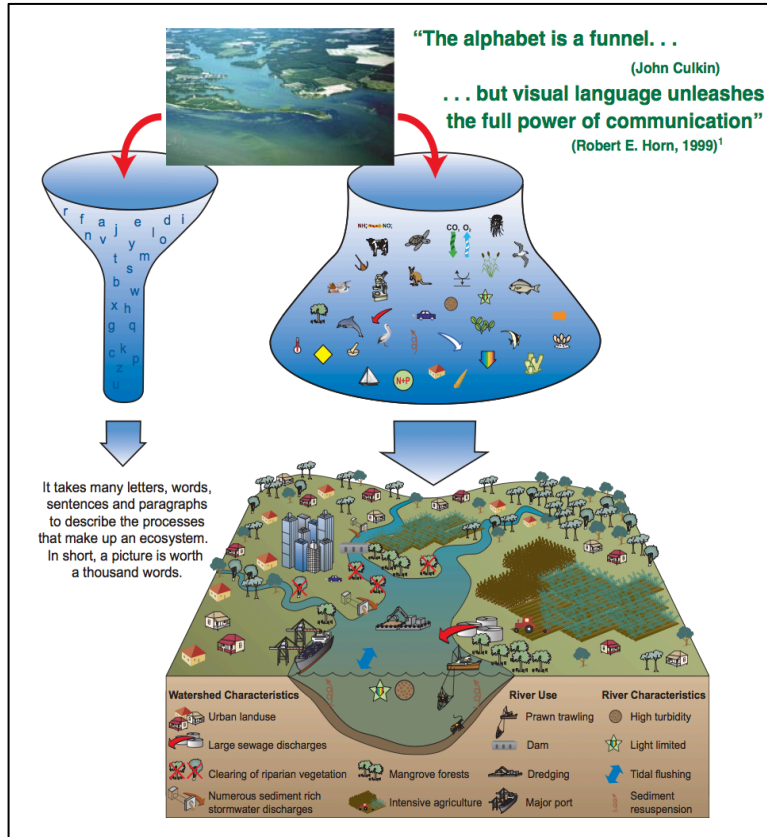 “The alphabet is a funnel. . .
(John Culkin)
. . . but visual language unleashes
the full power of communication”
(Robert E. Horn, 1999)¹
r f a j e d i
n v y l o
t s m
b w
x h
g q
c k p
z
u
CO₂ O₂
N+P
It takes many letters, words,
sentences and paragraphs
to describe the processes
that make up an ecosystem.
In short, a picture is worth
a thousand words.
Watershed Characteristics
Urban landuse
Large sewage discharges
Clearing of riparian vegetation
Numerous sediment rich
stormwater discharges
Mangrove forests
Intensive agriculture
River Use
Prawn trawling
Dam
Dredging
Major port
River Characteristics
High turbidity
Light limited
Tidal flushing
Sediment
resuspension